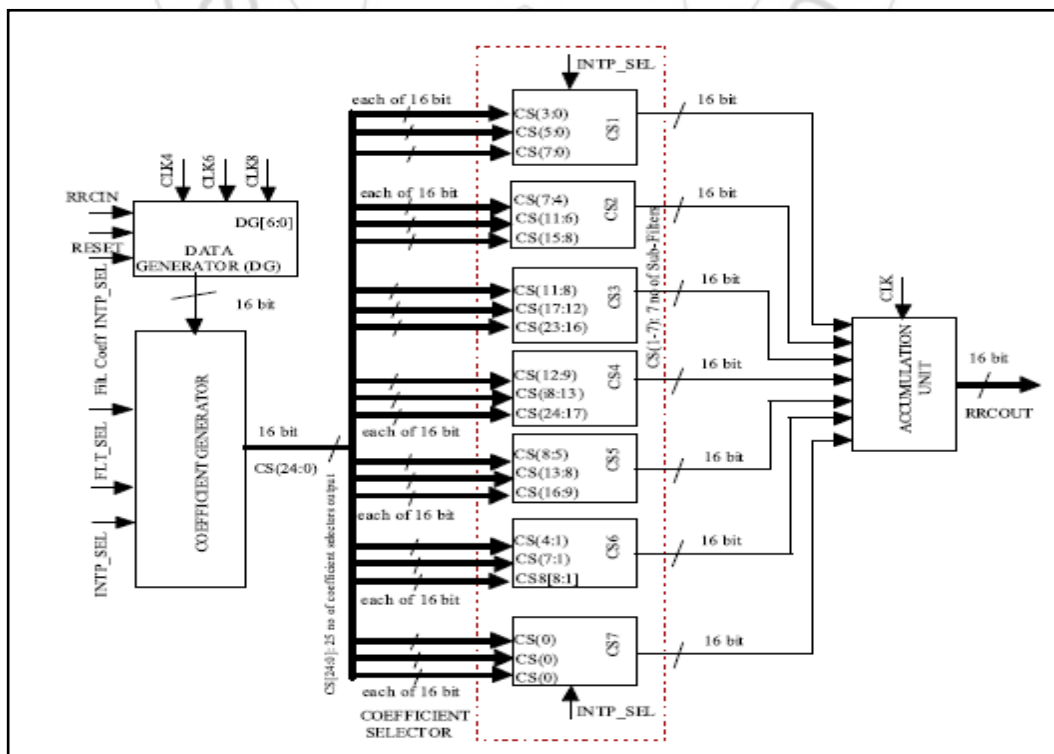 INTP_SEL
each of 16 bit
CS(3:0)
CS(5:0)
CS(7:0)
CS1
16 bit
CLK4
CLK6
CLK8
RRCIN
RESET
DG[6:0]
DATA
GENERATOR (DG)
16 bit
each of 16 bit
CS(7:4)
CS(11:6)
CS(15:8)
CS2
16 bit
CS(1-7): 7 no of Sub-Filters
CS(11:8)
CS(17:12)
CS(23:16)
CS3
16 bit
Filt. Coeff INTP_SEL
FLT_SEL
INTP_SEL
COEFFICIENT GENERATOR
16 bit
CS(24:0)
CS[24:0]: 25 no of coefficient selectors output
CS(12:9)
CS(i8:13)
CS(24:17)
CS4
each of 16 bit
16 bit
CLK
ACCUMULATION
UNIT
16 bit
RRCOUT
CS(8:5)
CS(13:8)
CS(16:9)
CS5
each of 16 bit
16 bit
CS(4:1)
CS(7:1)
CS8[8:1]
CS6
each of 16 bit
16 bit
CS(0)
CS(0)
CS(0)
CS7
each of 16 bit
16 bit
INTP_SEL
COEFFICIENT
SELECTOR